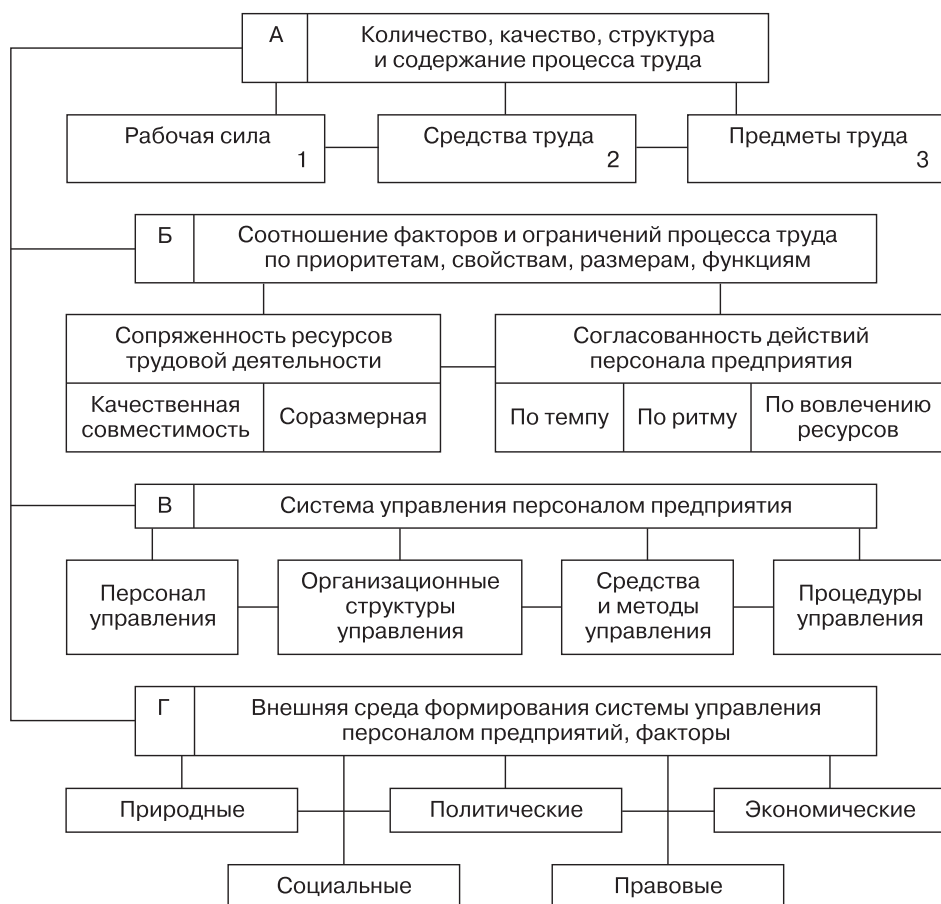 А
Количество, качество, структура
и содержание процесса труда
Рабочая сила
1
Средства труда
2
Предметы труда
3
Б
Соотношение факторов и ограничений процесса труда
по приоритетам, свойствам, размерам, функциям
Сопряженность ресурсов
трудовой деятельности
Согласованность действий
персонала предприятия
Качественная
совместимость
Соразмерная
По темпу
По ритму
По вовлечению
ресурсов
В
Система управления персоналом предприятия
Персонал
управления
Организационные
структуры
управления
Средства
и методы
управления
Процедуры
управления
Г
Внешняя среда формирования системы управления
персоналом предприятий, факторы
Природные
Политические
Экономические
Социальные
Правовые